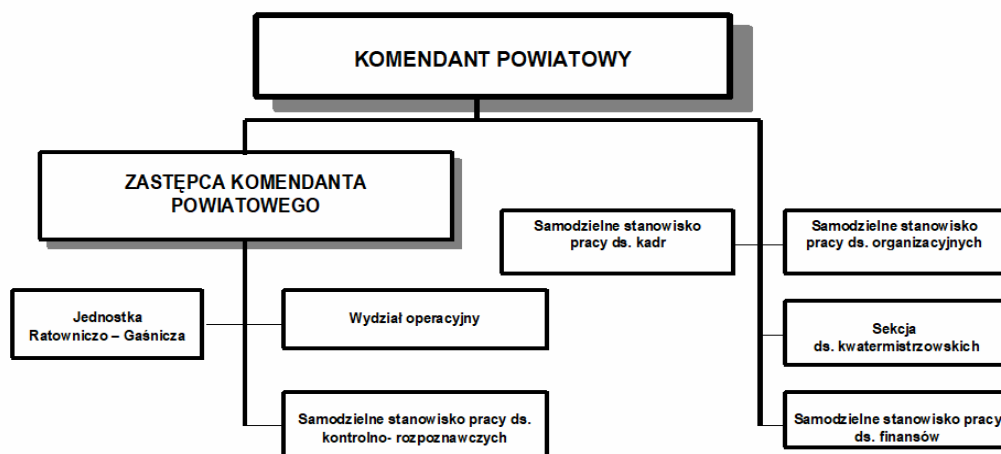 KOMENDANT POWIATOWY
ZASTĘPCA KOMENDANTA
POWIATOWEGO
Samodzielne stanowisko
pracy ds. kadr
Samodzielne stanowisko
pracy ds. organizacyjnych
Jednostka
Ratowniczo – Gaśnicza
Wydział operacyjny
Sekcja
ds. kwatermistrzowskich
Samodzielne stanowisko pracy ds.
kontrolno- rozpoznawczych
Samodzielne stanowisko pracy
ds. finansów